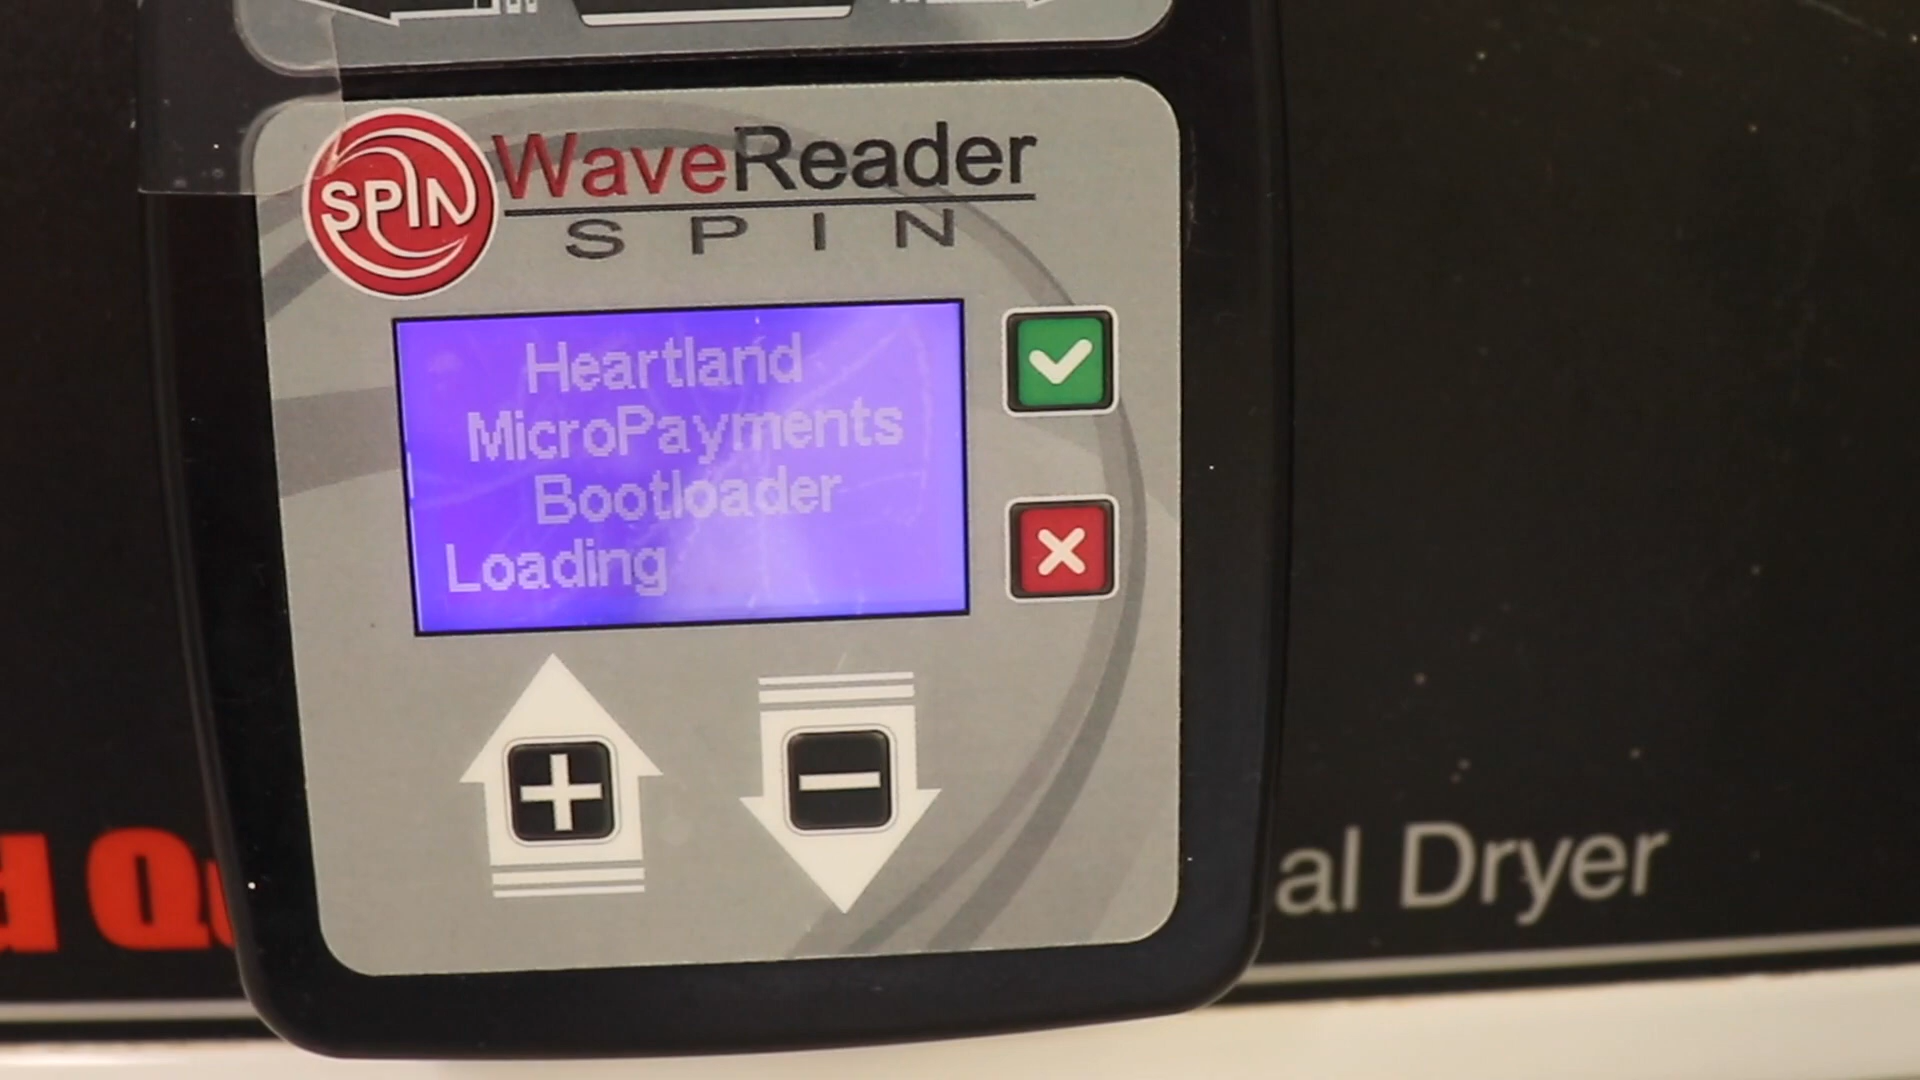 SPIN
WaveReader
SPIN
Heartland
MicroPayments
Bootloader
Loading
al Dryer